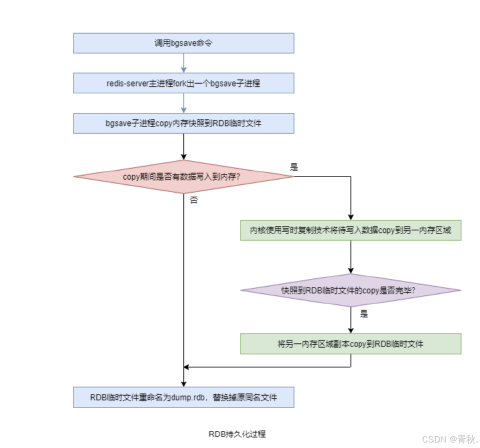 调用bgsave命令
redis-server主进程fork出一个bgsave子进程
bgsave子进程copy内存快照到RDB临时文件
copy期间是否有数据写入到内存?
是
否
内核使用写时复制技术将待写入数据copy到另一内存区域
快照到RDB临时文件的copy是否完毕?
是
将另一内存区域副本copy到RDB临时文件
RDB临时文件重命名为dump.rdb，替换掉原同名文件
RDB持久化过程
CSDN @霄秋.